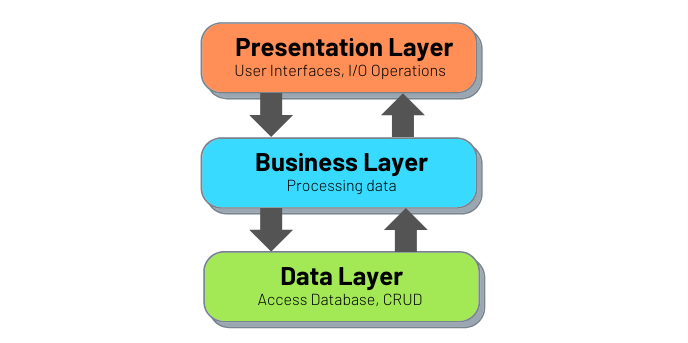 Presentation Layer
User Interfaces, I/O Operations
Business Layer
Processing data
Data Layer
Access Database, CRUD